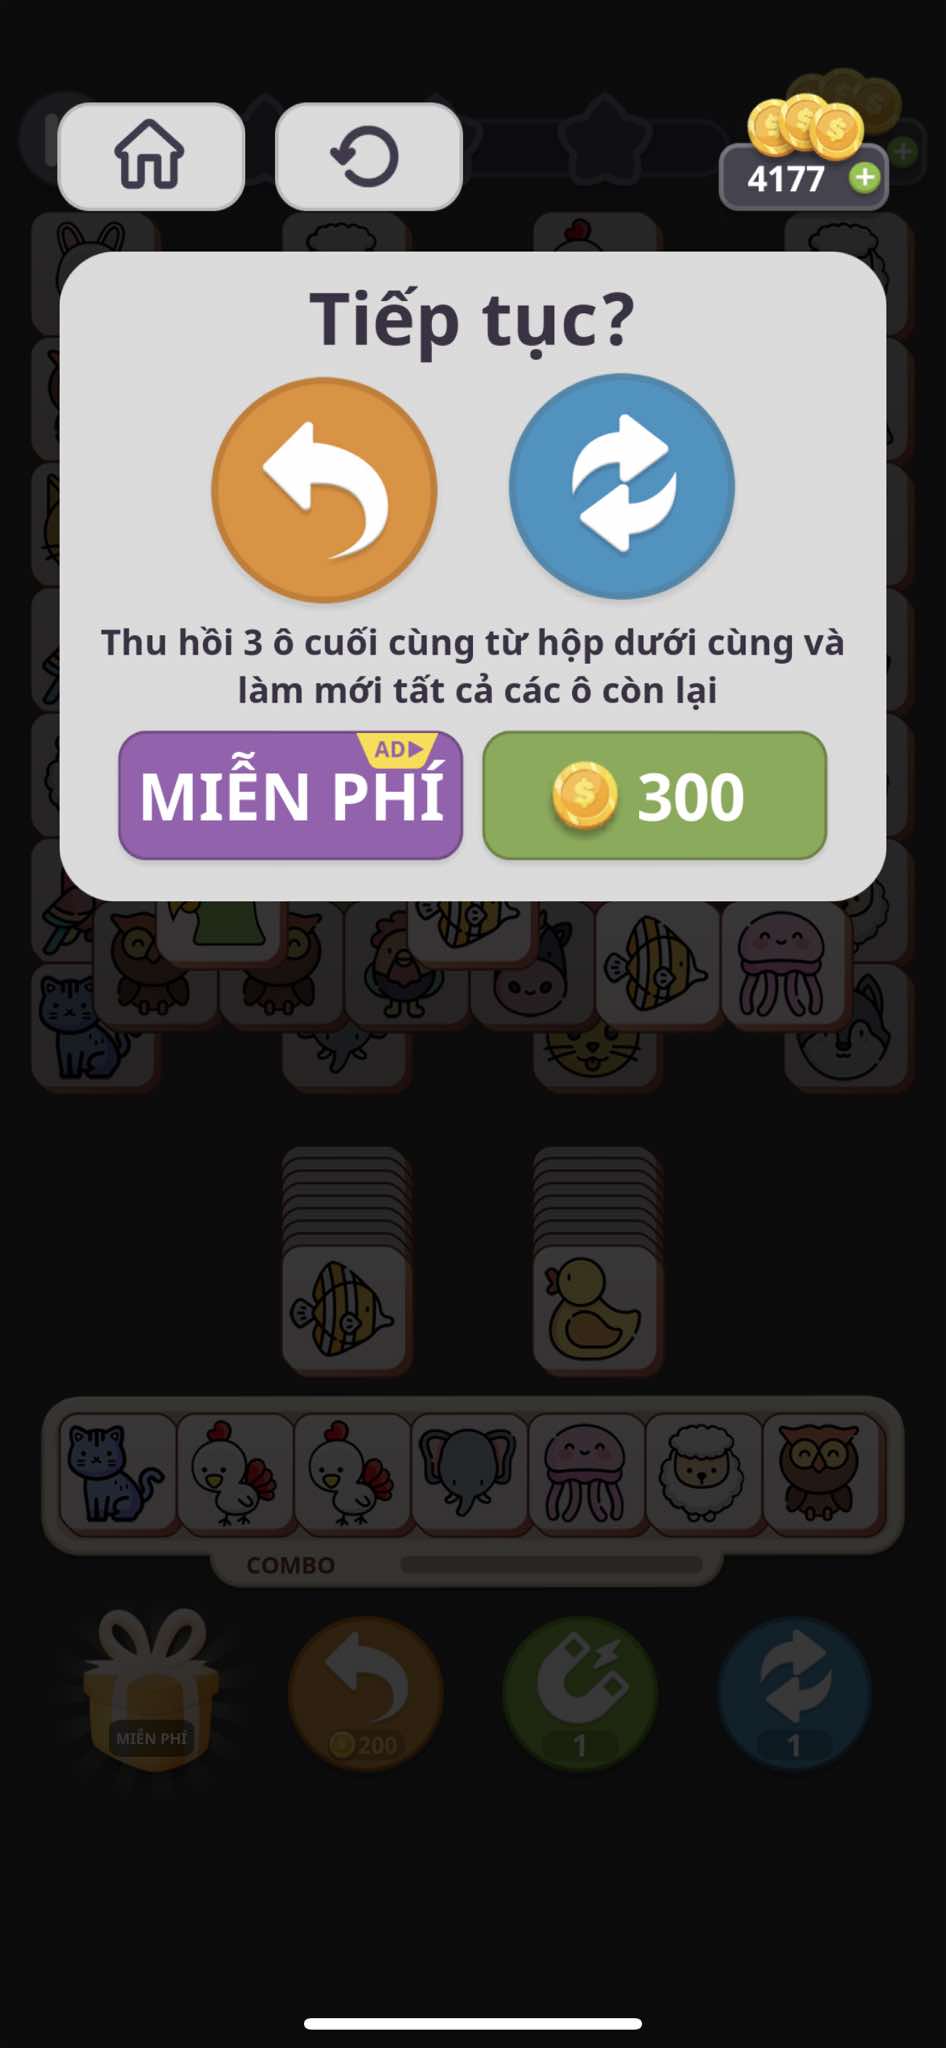 4177
Tiếp tục?
Thu hồi 3 ô cuối cùng từ hộp dưới cùng và
làm mới tất cả các ô còn lại
AD
MIỄN PHÍ
300
COMBO
MIỄN PHÍ
200
1
1